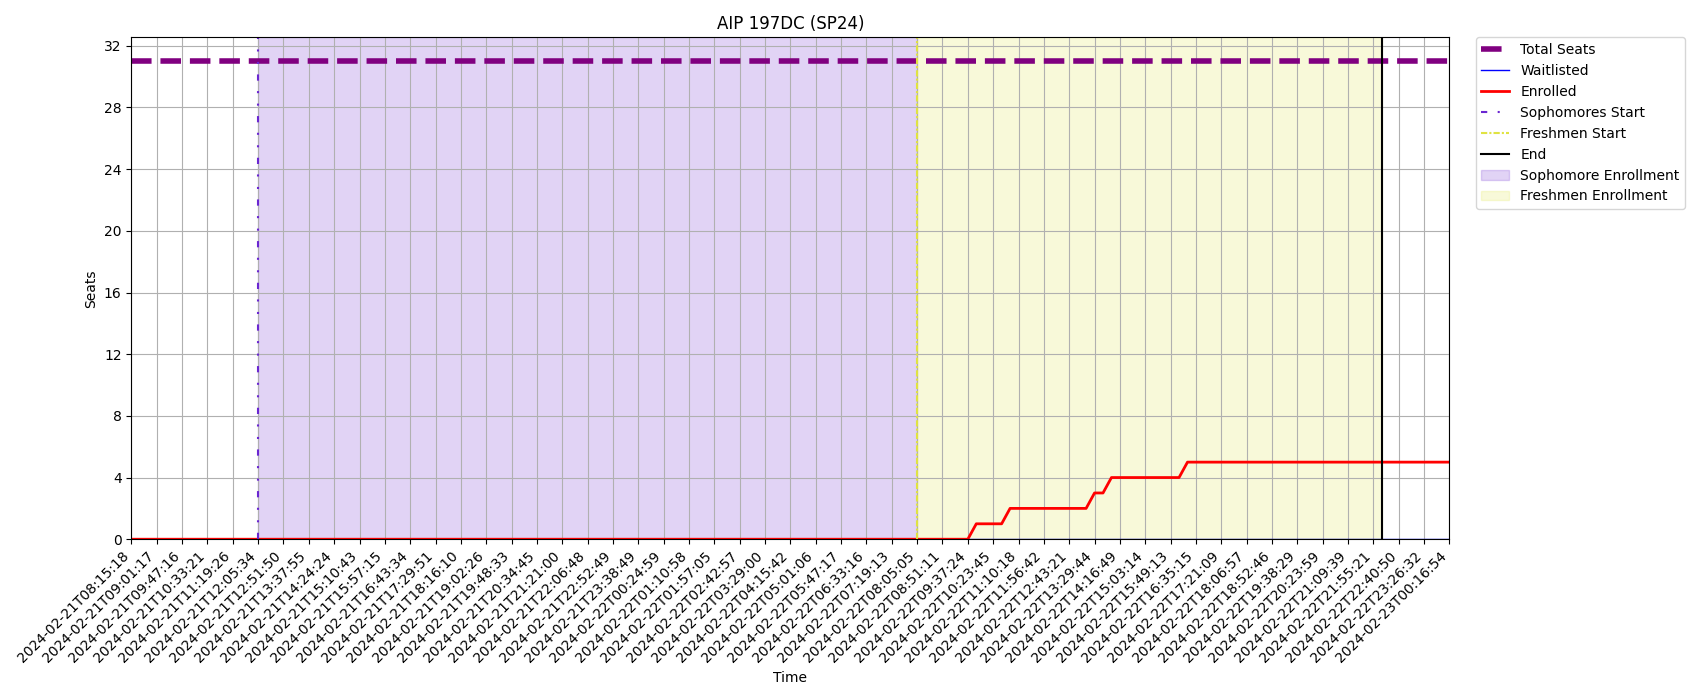 AIP 197DC (SP24)
Total Seats
Waitlisted
Enrolled
Sophomores Start
Freshmen Start
End
Sophomore Enrollment
Freshmen Enrollment
Seats
32
28
24
20
16
12
8
4
0
2024-02-21T08:15:18
2024-02-21T09:01:17
2024-02-21T09:47:16
2024-02-21T10:33:21
2024-02-21T11:19:26
2024-02-21T12:05:34
2024-02-21T12:51:50
2024-02-21T13:37:55
2024-02-21T14:24:24
2024-02-21T15:10:43
2024-02-21T15:57:15
2024-02-21T16:43:34
2024-02-21T17:29:51
2024-02-21T18:16:10
2024-02-21T19:02:26
2024-02-21T19:48:33
2024-02-21T20:34:45
2024-02-21T21:21:00
2024-02-21T22:06:48
2024-02-21T22:52:49
2024-02-21T23:38:49
2024-02-22T00:24:59
2024-02-22T01:10:58
2024-02-22T01:57:05
2024-02-22T02:42:57
2024-02-22T03:29:00
2024-02-22T04:15:42
2024-02-22T05:01:06
2024-02-22T05:47:17
2024-02-22T06:33:16
2024-02-22T07:19:13
2024-02-22T08:05:05
2024-02-22T08:51:11
2024-02-22T09:37:24
2024-02-22T10:23:45
2024-02-22T11:10:18
2024-02-22T11:56:42
2024-02-22T12:43:21
2024-02-22T13:29:44
2024-02-22T14:16:49
2024-02-22T15:03:14
2024-02-22T15:49:13
2024-02-22T16:35:15
2024-02-22T17:21:09
2024-02-22T18:06:57
2024-02-22T18:52:46
2024-02-22T19:38:29
2024-02-22T20:23:59
2024-02-22T21:09:39
2024-02-22T21:55:21
2024-02-22T22:40:50
2024-02-22T23:26:32
2024-02-23T00:16:54
Time